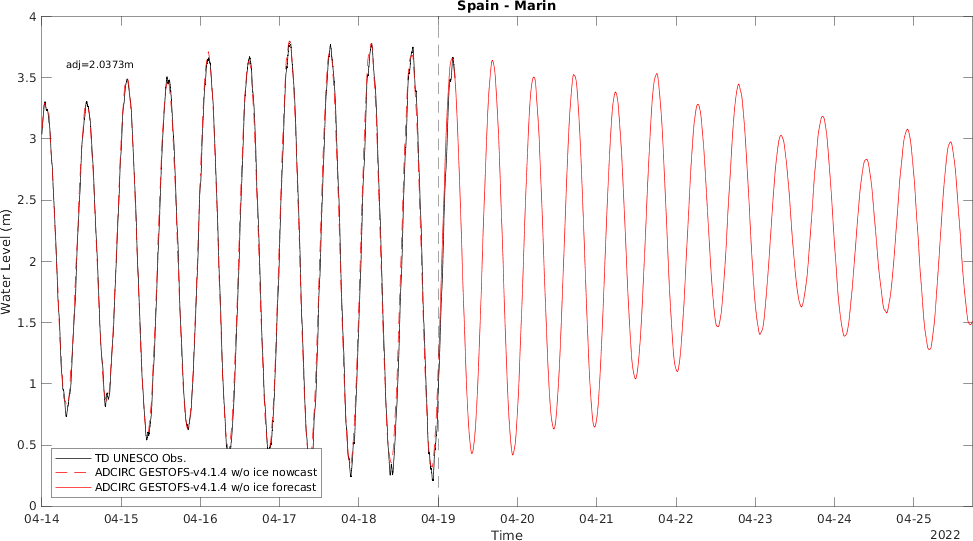 Spain - Marin
4
3.5
3
2.5
2
1.5
1
0.5
0
Water Level (m)
adj=2.0373m
TD UNESCO Obs.
ADCIRC GESTOFS-v4.1.4 w/o ice nowcast
ADCIRC GESTOFS-v4.1.4 w/o ice forecast
04-14 04-15 04-16 04-17 04-18 04-19 04-20 04-21 04-22 04-23 04-24 04-25
Time
2022